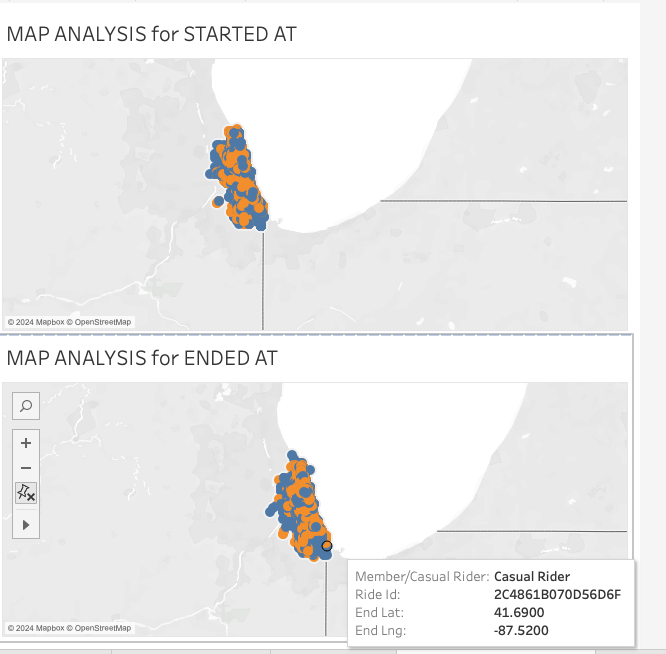 MAP ANALYSIS for STARTED AT
© 2024 Mapbox © OpenStreetMap
MAP ANALYSIS for ENDED AT
Member/Casual Rider: Casual Rider
Ride Id: 2C4861B070D56D6F
End Lat: 41.6900
End Lng: -87.5200
© 2024 Mapbox © OpenStreetMap